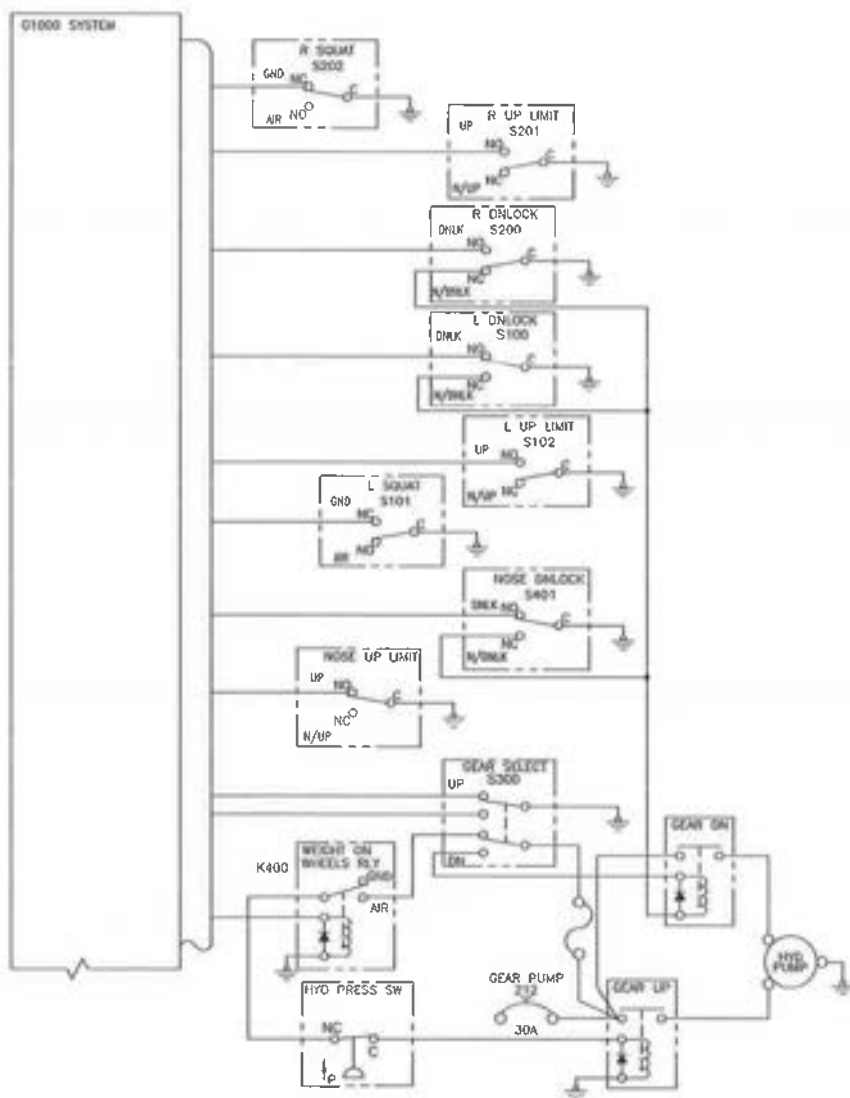 G1000 SYSTEM
R SQUAT
S202
GND
NC
C
AIR
NO
R UP LIMIT
S201
UP
NO
C
N/UP
NC
R DNLOCK
S200
DNLK
NO
C
NC
N/DNLK
L DNLOCK
S100
DNLK
NO
C
NC
N/DNLK
L UP LIMIT
S102
UP
NO
C
N/UP
NC
L SQUAT
S101
GND
NC
C
NO
AIR
NOSE DNLOCK
S401
DNLK
NO
C
NC
N/DNLK
NOSE UP LIMIT
UP
NO
C
NC
N/UP
GEAR SELECT
S300
UP
DN
GEAR DN
K400
WEIGHT ON
WHEELS RLY
GND
AIR
HYD
PUMP
HYD PRESS SW
NC
C
P
GEAR PUMP
212
30A
GEAR UP